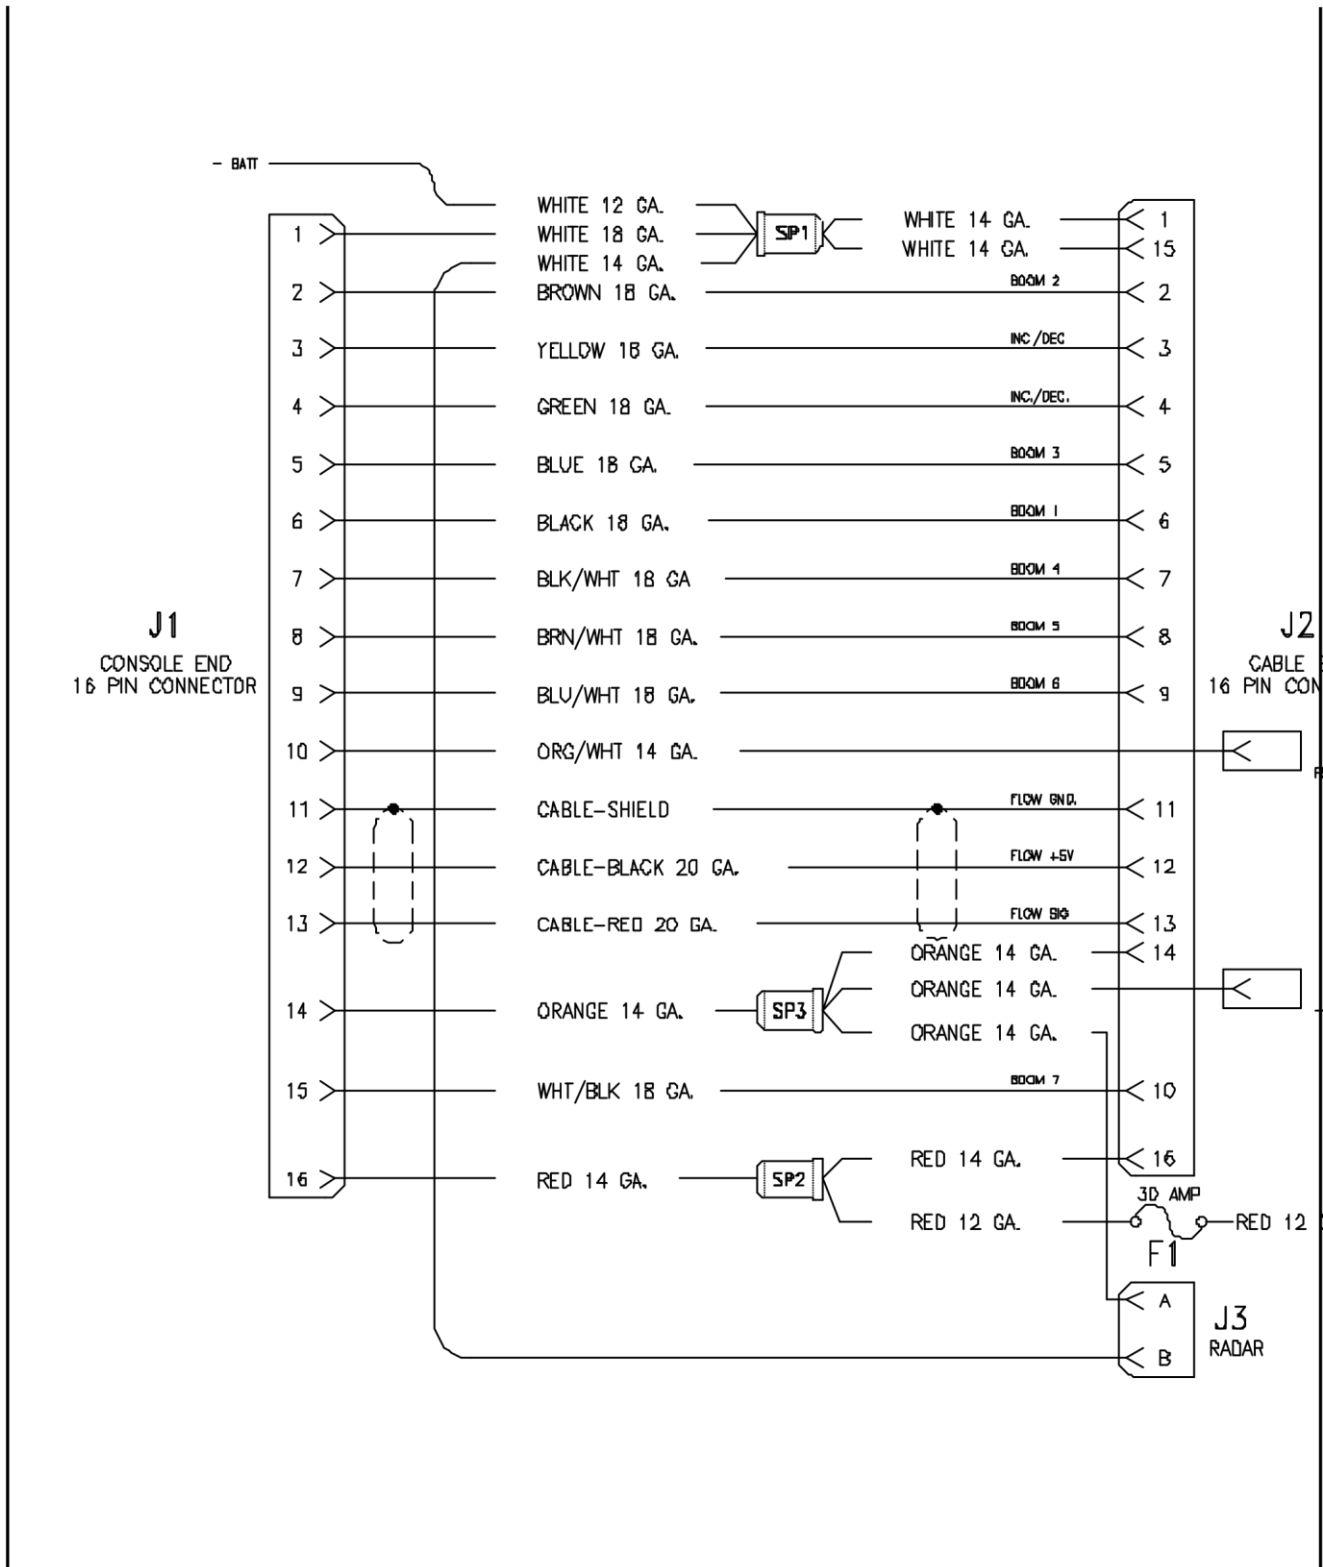 - BATT
WHITE 12 GA.
1 WHITE 18 GA. SP1 WHITE 14 GA. 1
WHITE 14 GA. WHITE 14 GA. 15
2 BROWN 18 GA. BOOM 2 2
3 YELLOW 18 GA. INC/DEC 3
4 GREEN 18 GA. INC./DEC. 4
5 BLUE 18 GA. BOOM 3 5
6 BLACK 18 GA. BOOM 1 6
7 BLK/WHT 18 GA BOOM 4 7
J1
CONSOLE END
16 PIN CONNECTOR
8 BRN/WHT 18 GA. BOOM 5 8
J2
CABLE
16 PIN CON
9 BLU/WHT 18 GA. BOOM 6 9
10 ORG/WHT 14 GA.
11 CABLE-SHIELD FLOW GND. 11
12 CABLE-BLACK 20 GA. FLOW +5V 12
13 CABLE-RED 20 GA. FLOW SIG 13
ORANGE 14 GA. 14
ORANGE 14 GA.
14 ORANGE 14 GA. SP3
ORANGE 14 GA.
15 WHT/BLK 18 GA. BOOM 7 10
RED 14 GA. 16
16 RED 14 GA. SP2
30 AMP
RED 12 GA. RED 12
F1
A
J3
RADAR
B